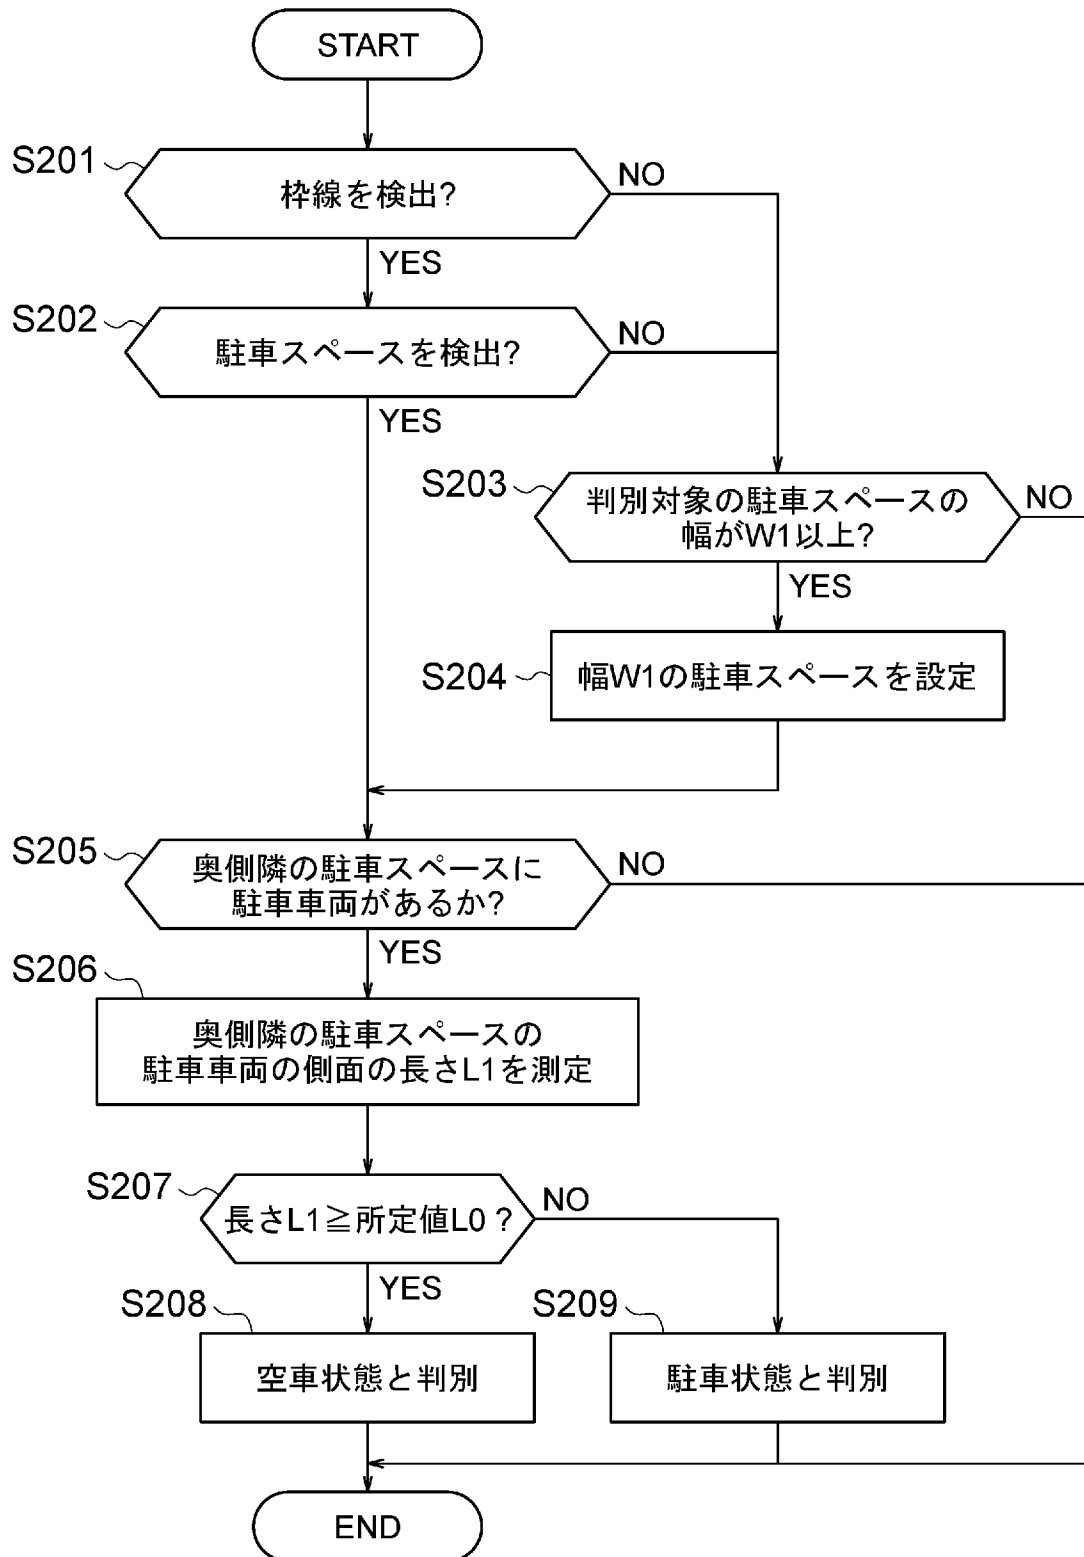 START
S201
枠線を検出?
NO
YES
S202
駐車スペースを検出?
NO
YES
S203
判別対象の駐車スペースの
幅がW1以上?
NO
YES
S204
幅W1の駐車スペースを設定
S205
奥側隣の駐車スペースに
駐車車両があるか?
NO
YES
S206
奥側隣の駐車スペースの
駐車車両の側面の長さL1を測定
S207
長さL1≧所定値L0?
NO
YES
S208
空車状態と判別
S209
駐車状態と判別
END